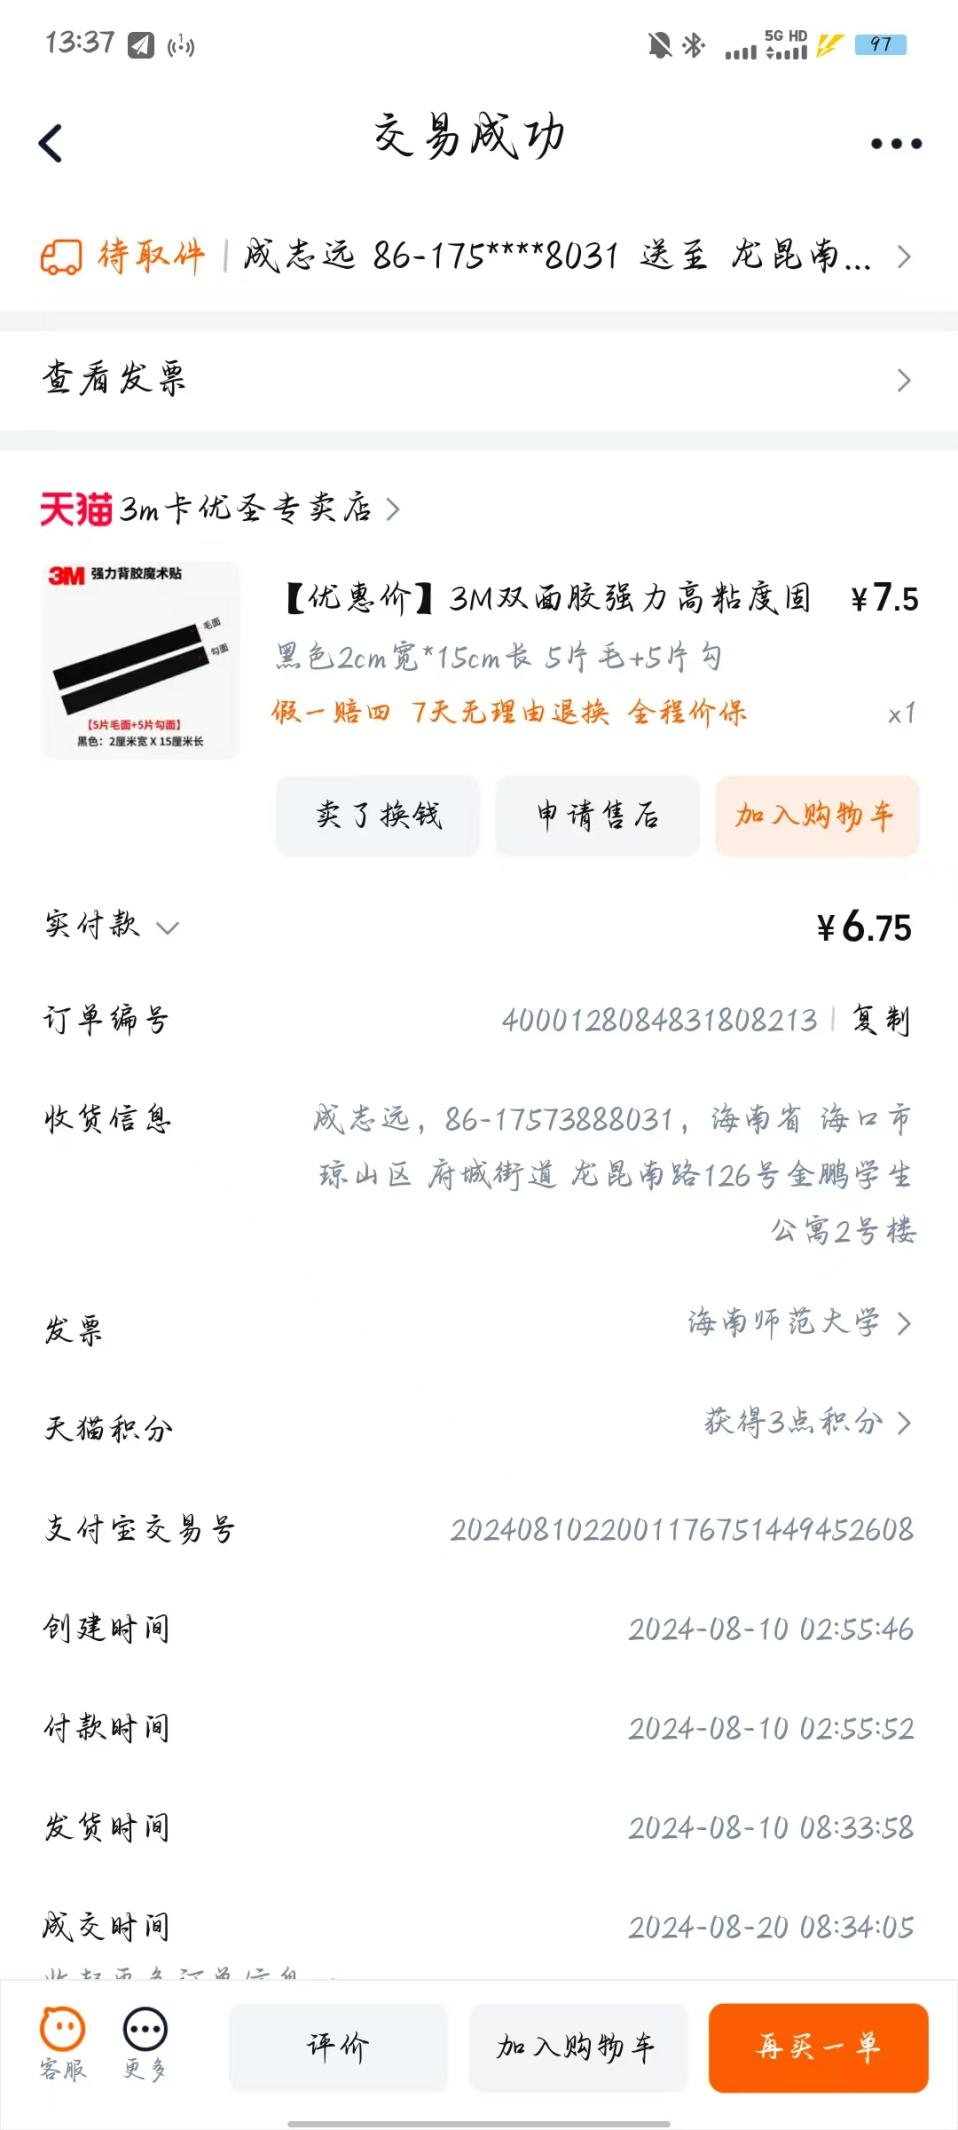 13:37 5G HD 97
交易成功
待取件 | 成志远 86-175****8031 送至 龙昆南...
查看发票
天猫 3m卡优圣专卖店
3M 强力背胶魔术贴
毛面
勾面
【5片毛面+5片勾面】
黑色：2厘米宽 X 15厘米长
【优惠价】3M双面胶强力高粘度固 ¥7.5
黑色2cm宽*15cm长 5片毛+5片勾
假一赔四 7天无理由退换 全程价保 x1
卖了换钱 申请售后 加入购物车
实付款 ¥6.75
订单编号 4000128084831808213 | 复制
收货信息 成志远，86-17573888031，海南省 海口市
琼山区 府城街道 龙昆南路126号金鹏学生
公寓2号楼
发票 海南师范大学
天猫积分 获得3点积分
支付宝交易号 2024081022001176751449452608
创建时间 2024-08-10 02:55:46
付款时间 2024-08-10 02:55:52
发货时间 2024-08-10 08:33:58
成交时间 2024-08-20 08:34:05
客服 更多 评价 加入购物车 再买一单